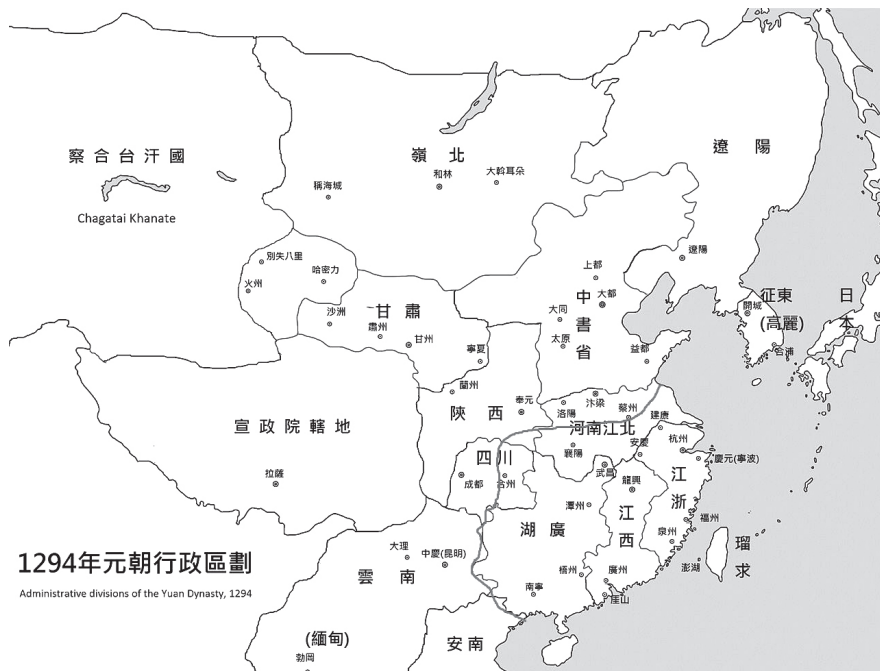 遼陽
察合台汗國
嶺北
和林
大斡耳朵
稱海城
Chagatai Khanate
遼陽
別失八里
哈密力
火州
上都
大都
中書省
征東
(高麗)
日本
開城
甘肅
沙洲
肅州
甘州
大同
太原
益都
合浦
寧夏
蘭州
陝西
奉元
洛陽
汴梁
蔡州
建康
河南江北
宣政院轄地
安慶
杭州
襄陽
慶元(寧波)
四川
武昌
拉薩
成都
合州
龍興
江浙
潭州
湖廣
江西
福州
泉州
瑠求
大理
中慶(昆明)
1294年元朝行政區劃
雲南
梧州
廣州
澎湖
Administrative divisions of the Yuan Dynasty, 1294
南寧
崖山
(緬甸)
安南
勃岡